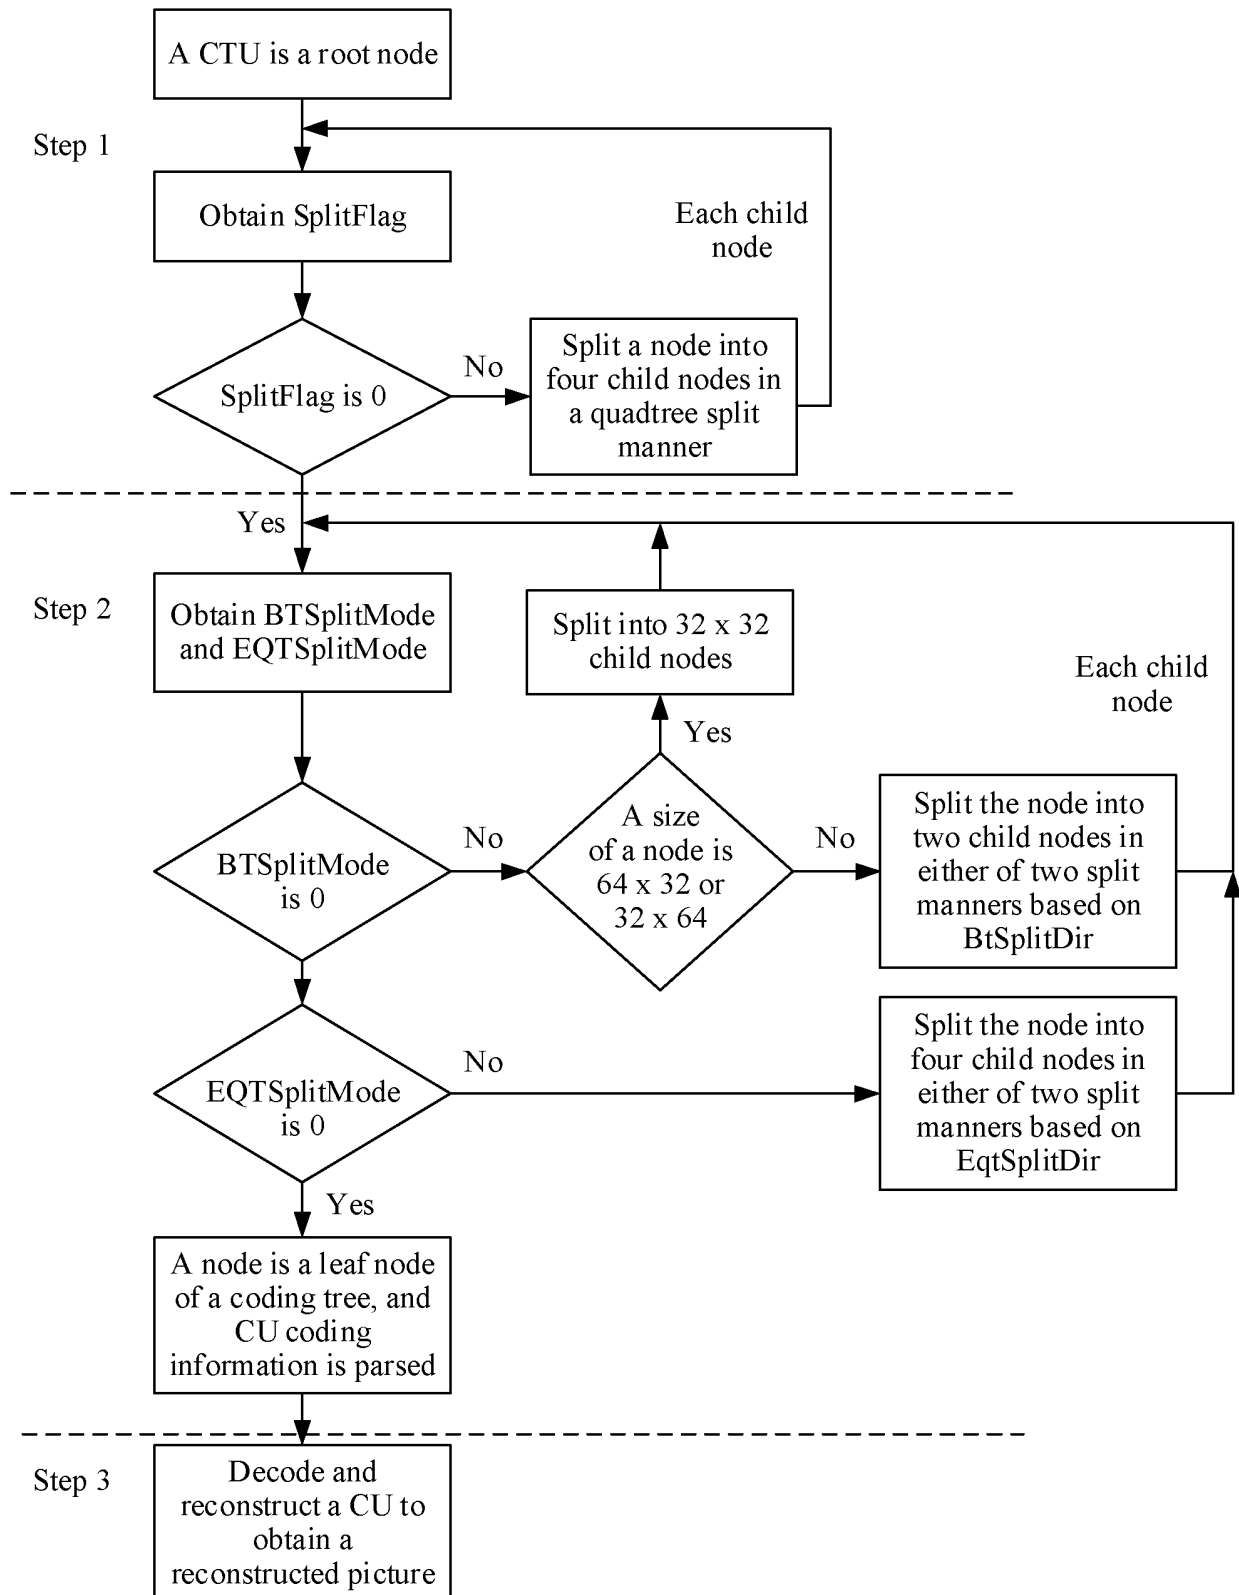 A CTU is a root node
Step 1
Obtain SplitFlag
Each child
node
SplitFlag is 0
No
Split a node into
four child nodes in
a quadtree split
manner
Yes
Step 2
Obtain BTSplitMode
and EQTSplitMode
Split into 32 x 32
child nodes
Each child
node
Yes
BTSplitMode
is 0
No
A size
of a node is
64 x 32 or
32 x 64
No
Split the node into
two child nodes in
either of two split
manners based on
BtSplitDir
EQTSplitMode
is 0
No
Split the node into
four child nodes in
either of two split
manners based on
EqtSplitDir
Yes
A node is a leaf node
of a coding tree, and
CU coding
information is parsed
Step 3
Decode and
reconstruct a CU to
obtain a
reconstructed picture